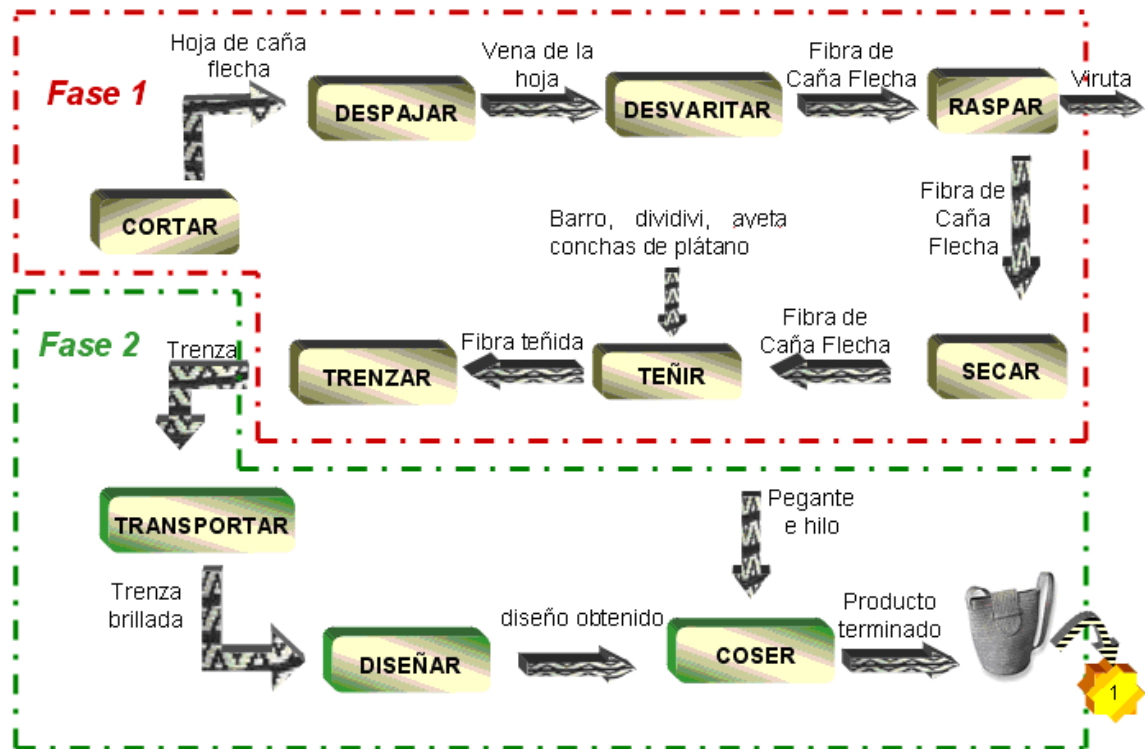 Hoja de caña
flecha
Vena de la
hoja
Fibra de
Caña Flecha
Viruta
Fase 1
DESPAJAR
DESVARITAR
RASPAR
CORTAR
Fibra de
Caña
Flecha
Barro, dividivi, aveta
conchas de plátano
Fase 2
Trenza
Fibra teñida
Fibra de
Caña Flecha
TRENZAR
TEÑIR
SECAR
TRANSPORTAR
Pegante
e hilo
Trenza
brillada
diseño obtenido
Producto
terminado
DISEÑAR
COSER
1